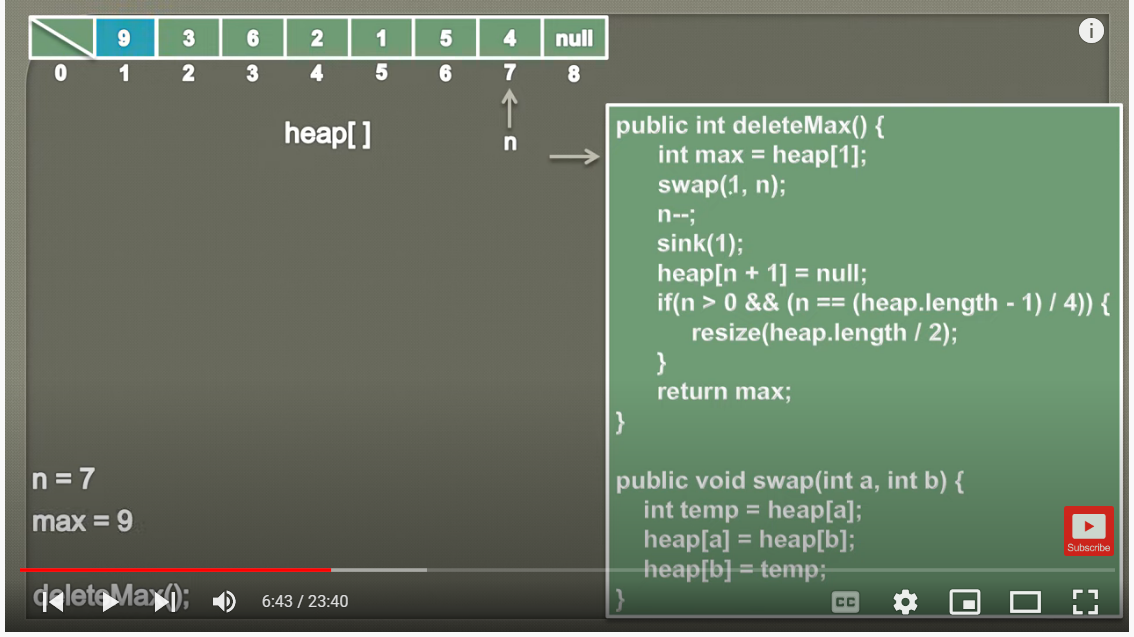 9 3 6 2 1 5 4 null
0 1 2 3 4 5 6 7 8
heap[ ]
n
public int deleteMax() {
int max = heap[1];
swap(1, n);
n--;
sink(1);
heap[n + 1] = null;
if(n > 0 && (n == (heap.length - 1) / 4)) {
resize(heap.length / 2);
}
return max;
}
public void swap(int a, int b) {
int temp = heap[a];
heap[a] = heap[b];
heap[b] = temp;
}
n = 7
max = 9
deleteMax();
Subscribe
6:43 / 23:40
CC
i